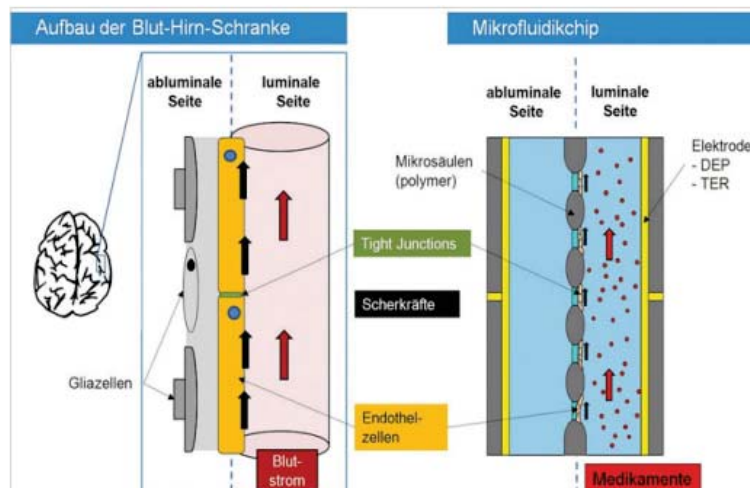 Aufbau der Blut-Hirn-Schranke
Mikrofluidikchip
abluminale
Seite
luminale
Seite
abluminale
Seite
luminale
Seite
Mikrosäulen
(polymer)
Elektrode
- DEP
- TER
Tight Junctions
Scherkräfte
Gliazellen
Endothel-
zellen
Blut-
strom
Medikamente